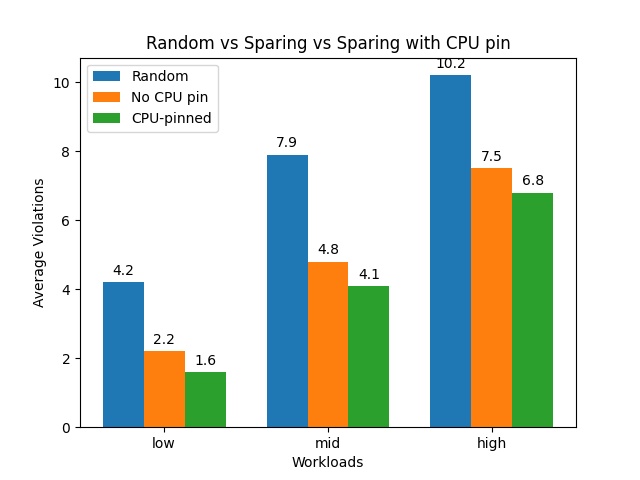 Random vs Sparing vs Sparing with CPU pin
Random
No CPU pin
CPU-pinned
Average Violations
10
8
6
4
2
0
4.2
2.2
1.6
7.9
4.8
4.1
10.2
7.5
6.8
low
mid
high
Workloads